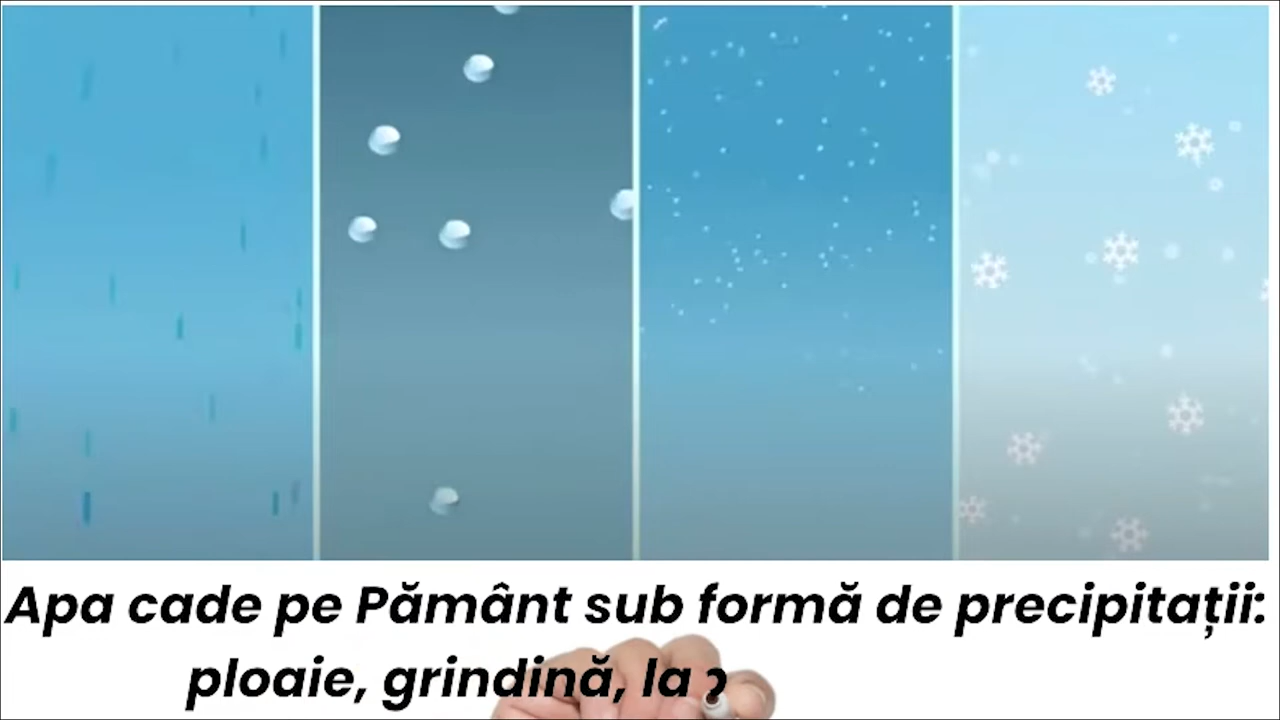 Apa cade pe Pământ sub formă de precipitații:
ploaie, grindină, la